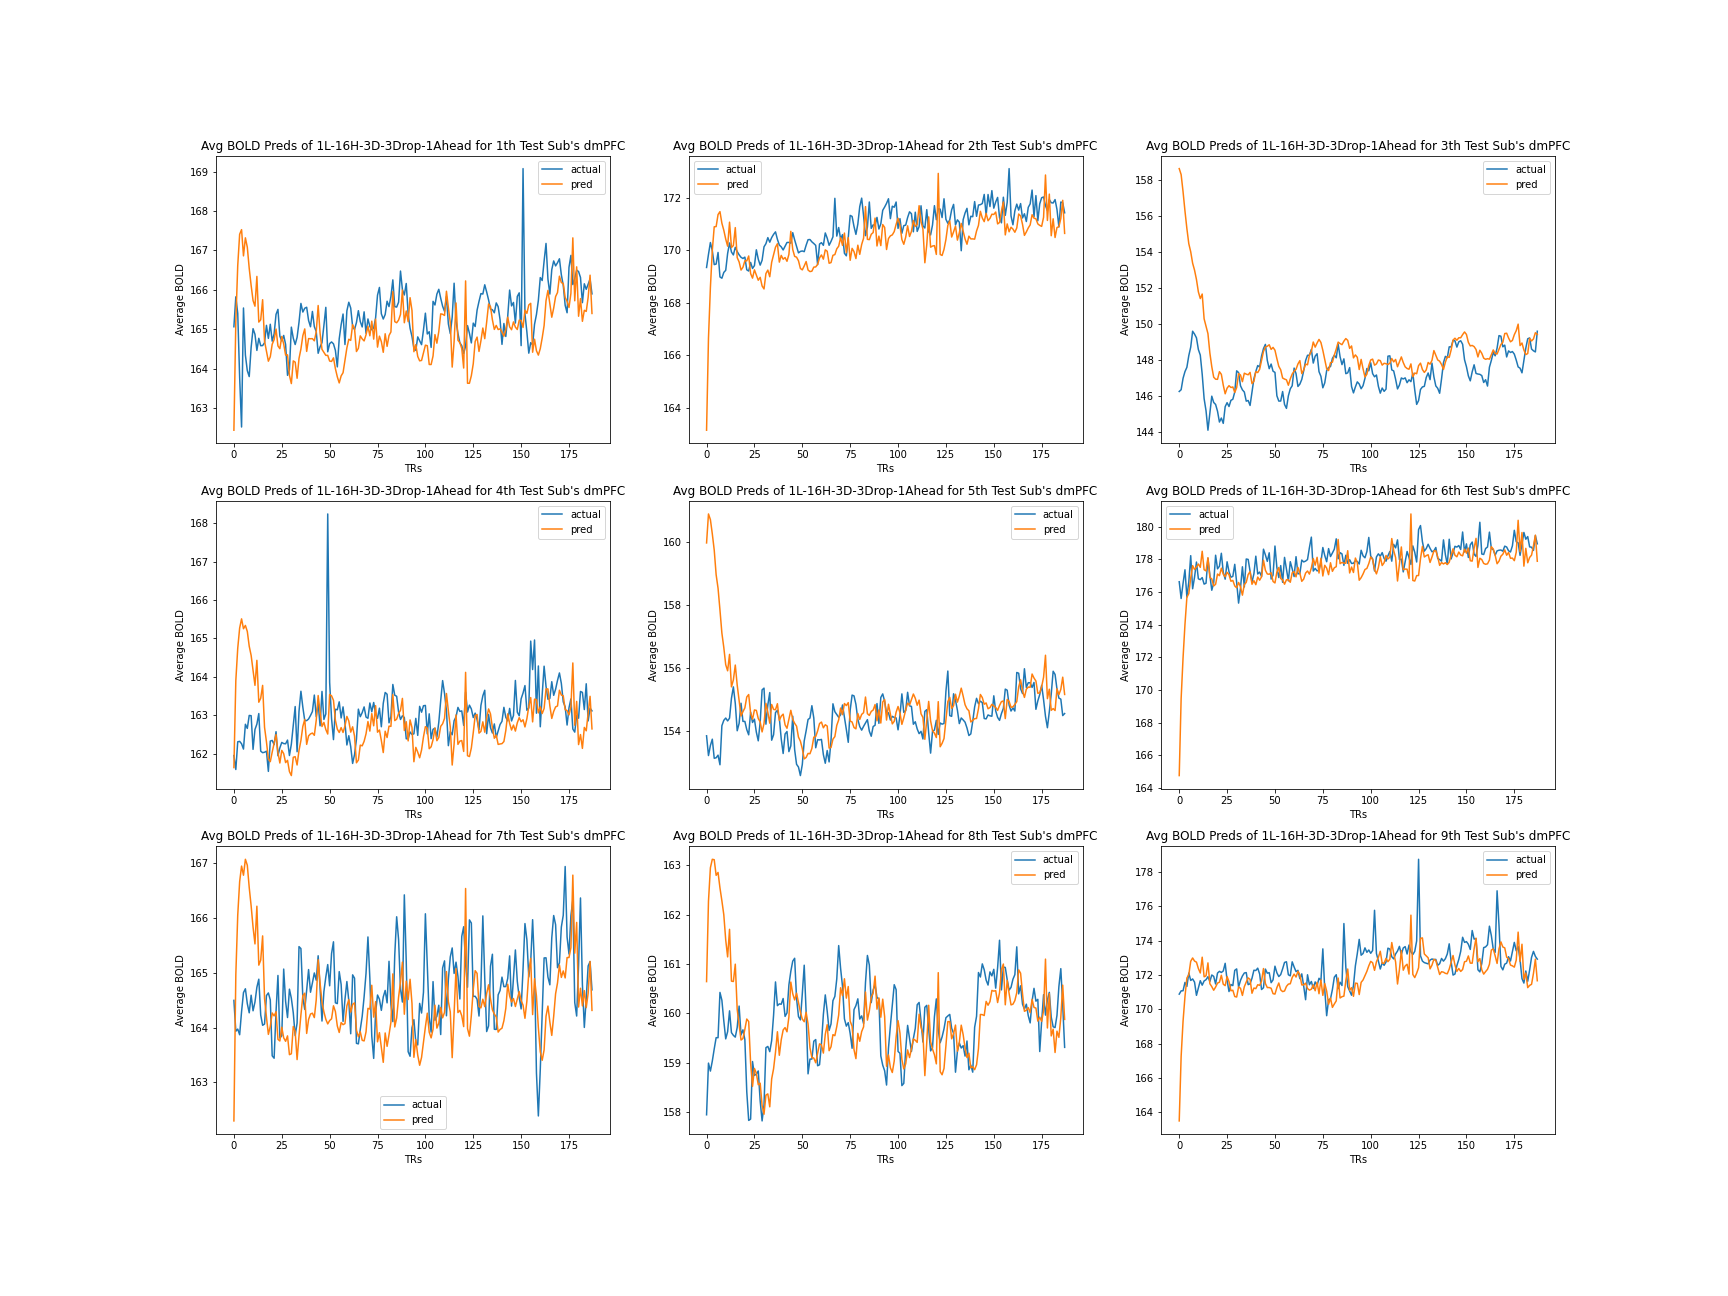 Avg BOLD Preds of 1L-16H-3D-3Drop-1Ahead for 1th Test Sub's dmPFC
169
168
167
166
165
164
163
Average BOLD
actual
pred
0 25 50 75 100 125 150 175
TRs
Avg BOLD Preds of 1L-16H-3D-3Drop-1Ahead for 2th Test Sub's dmPFC
172
170
168
166
164
Average BOLD
actual
pred
0 25 50 75 100 125 150 175
TRs
Avg BOLD Preds of 1L-16H-3D-3Drop-1Ahead for 3th Test Sub's dmPFC
158
156
154
152
150
148
146
144
Average BOLD
actual
pred
0 25 50 75 100 125 150 175
TRs
Avg BOLD Preds of 1L-16H-3D-3Drop-1Ahead for 4th Test Sub's dmPFC
168
167
166
165
164
163
162
Average BOLD
actual
pred
0 25 50 75 100 125 150 175
TRs
Avg BOLD Preds of 1L-16H-3D-3Drop-1Ahead for 5th Test Sub's dmPFC
160
158
156
154
Average BOLD
actual
pred
0 25 50 75 100 125 150 175
TRs
Avg BOLD Preds of 1L-16H-3D-3Drop-1Ahead for 6th Test Sub's dmPFC
180
178
176
174
172
170
168
166
164
Average BOLD
actual
pred
0 25 50 75 100 125 150 175
TRs
Avg BOLD Preds of 1L-16H-3D-3Drop-1Ahead for 7th Test Sub's dmPFC
167
166
165
164
163
Average BOLD
actual
pred
0 25 50 75 100 125 150 175
TRs
Avg BOLD Preds of 1L-16H-3D-3Drop-1Ahead for 8th Test Sub's dmPFC
163
162
161
160
159
158
Average BOLD
actual
pred
0 25 50 75 100 125 150 175
TRs
Avg BOLD Preds of 1L-16H-3D-3Drop-1Ahead for 9th Test Sub's dmPFC
178
176
174
172
170
168
166
164
Average BOLD
actual
pred
0 25 50 75 100 125 150 175
TRs